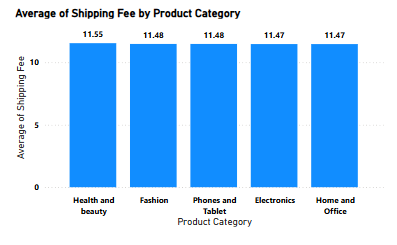 Average of Shipping Fee by Product Category
11.55
11.48
11.48
11.47
11.47
10
5
0
Average of Shipping Fee
Health and
beauty
Fashion
Phones and
Tablet
Electronics
Home and
Office
Product Category